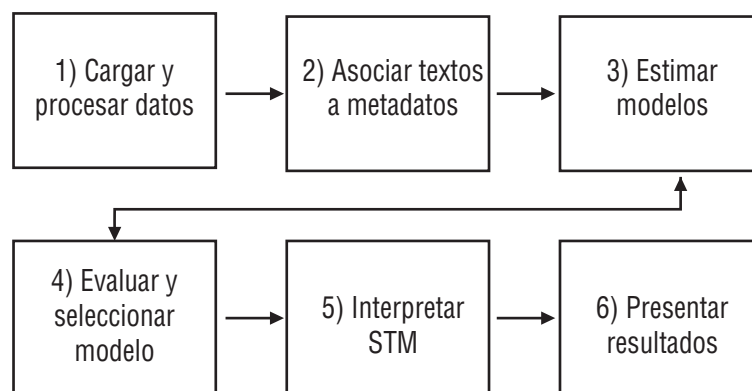 1) Cargar y
procesar datos
2) Asociar textos
a metadatos
3) Estimar
modelos
4) Evaluar y
seleccionar
modelo
5) Interpretar
STM
6) Presentar
resultados